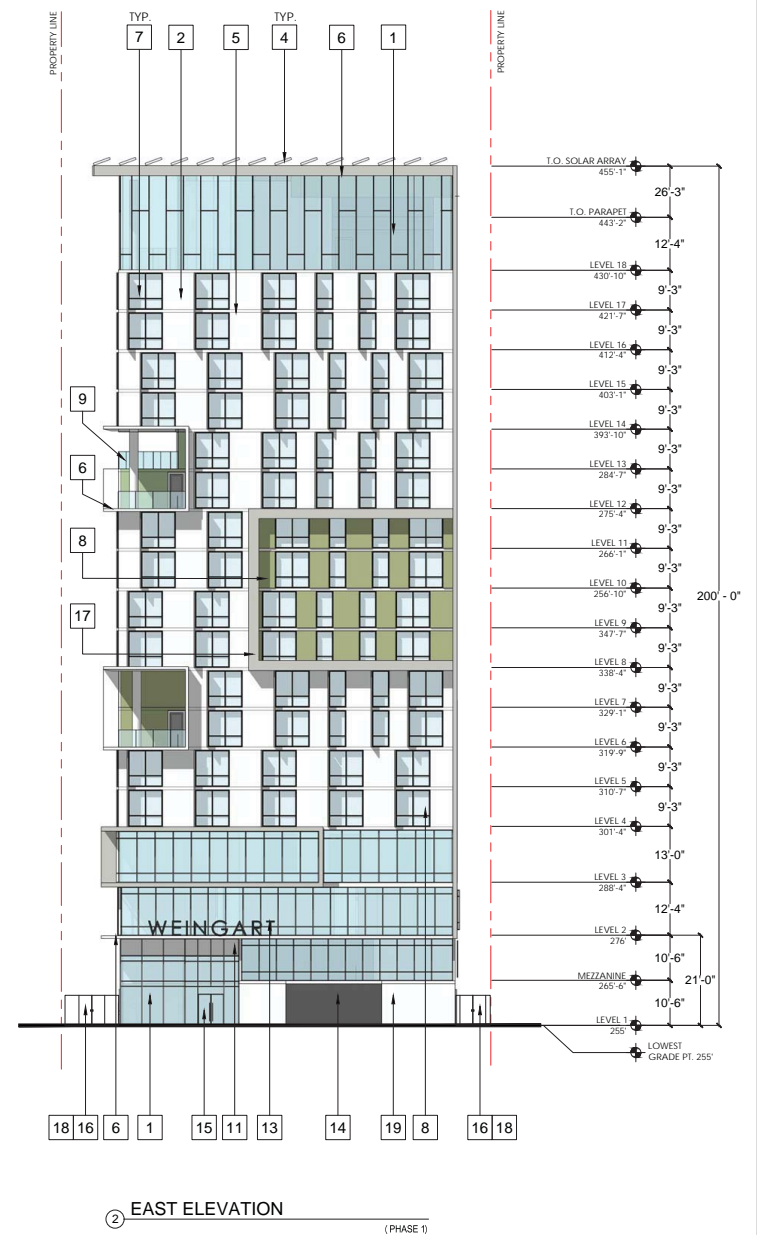 TYP.
TYP.
7
2
5
4
6
1
PROPERTY LINE
PROPERTY LINE
T.O. SOLAR ARRAY
455'-1"
26'-3"
T.O. PARAPET
443'-2"
12'-4"
LEVEL 18
430'-10"
9'-3"
LEVEL 17
421'-7"
9'-3"
LEVEL 16
412'-4"
9'-3"
LEVEL 15
403'-1"
9'-3"
LEVEL 14
393'-10"
9'-3"
LEVEL 13
284'-7"
9'-3"
LEVEL 12
275'-4"
9'-3"
LEVEL 11
266'-1"
9'-3"
LEVEL 10
256'-10"
9'-3"
LEVEL 9
347'-7"
9'-3"
LEVEL 8
338'-4"
9'-3"
LEVEL 7
329'-1"
9'-3"
LEVEL 6
319'-9"
9'-3"
LEVEL 5
310'-7"
9'-3"
LEVEL 4
301'-4"
13'-0"
LEVEL 3
288'-4"
12'-4"
LEVEL 2
276'
10'-6"
MEZZANINE
265'-6"
10'-6"
LEVEL 1
255'
21'-0"
200' - 0"
LOWEST
GRADE PT. 255'
9
6
8
17
WEINGART
18 16 6 1 15 11 13 14 19 8 16 18
2 EAST ELEVATION
( PHASE 1)